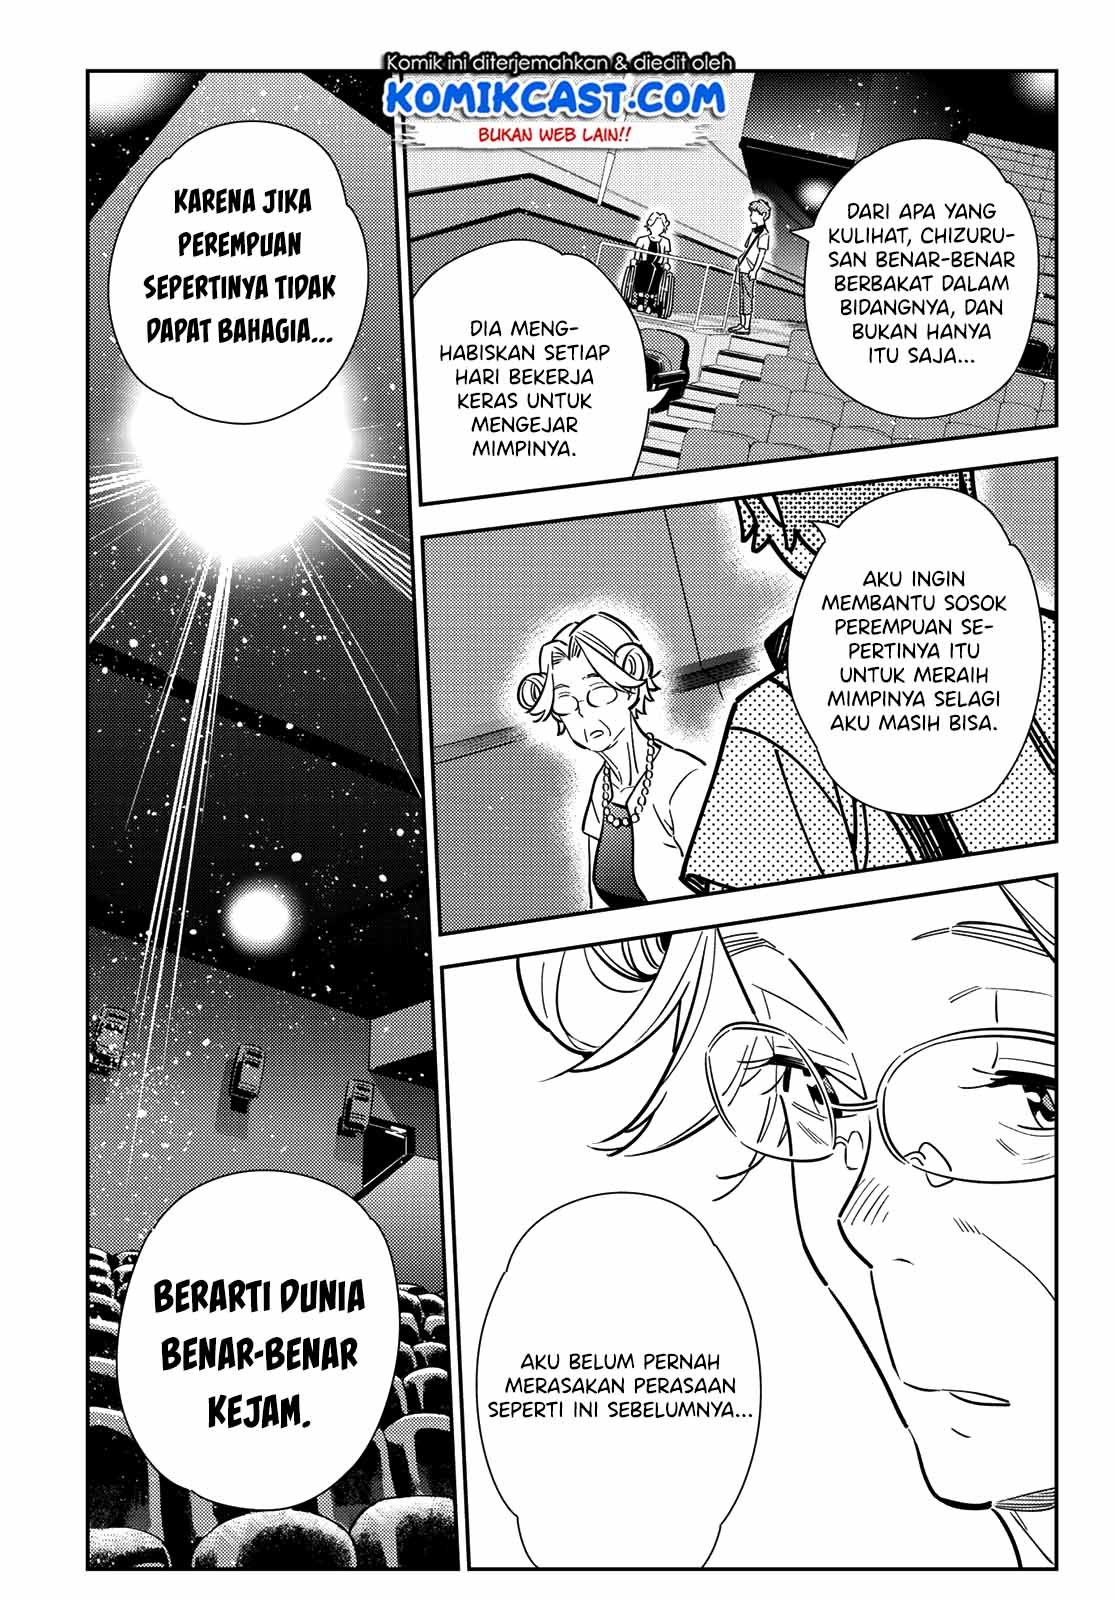 Komik ini diterjemahkan & diedit oleh
KOMIKCAST.COM
BUKAN WEB LAIN!!
DARI APA YANG
KULIHAT, CHIZURU-
SAN BENAR-BENAR
BERBAKAT DALAM
BIDANGNYA, DAN
BUKAN HANYA
ITU SAJA...
DIA MENG-
HABISKAN SETIAP
HARI BEKERJA
KERAS UNTUK
MENGEJAR
MIMPINYA.
AKU INGIN
MEMBANTU SOSOK
PEREMPUAN SE-
PERTINYA ITU
UNTUK MERAIH
MIMPINYA SELAGI
AKU MASIH BISA.
AKU BELUM PERNAH
MERASAKAN PERASAAN
SEPERTI INI SEBELUMNYA...
KARENA JIKA
PEREMPUAN
SEPERTINYA TIDAK
DAPAT BAHAGIA...
BERARTI DUNIA
BENAR-BENAR
KEJAM.